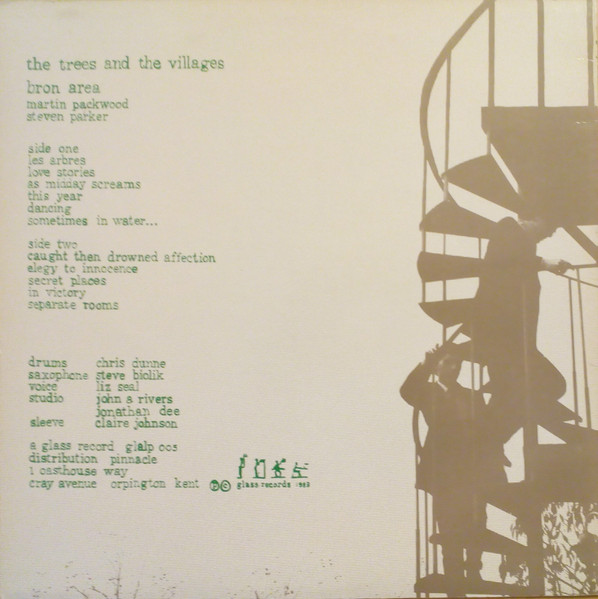 the trees and the villages
bron area
martin packwood
steven parker
side one
les arbres
love stories
as midday screams
this year
dancing
sometimes in water...
side two
caught then drowned affection
elegy to innocence
secret places
in victory
separate rooms
drums chris dunne
saxophone steve biolik
voice liz seal
studio john a rivers
jonathan dee
sleeve claire johnson
a glass record glalp 003
distribution pinnacle
1 oasthouse way
cray avenue orpington kent Ⓟ © glass records 1983